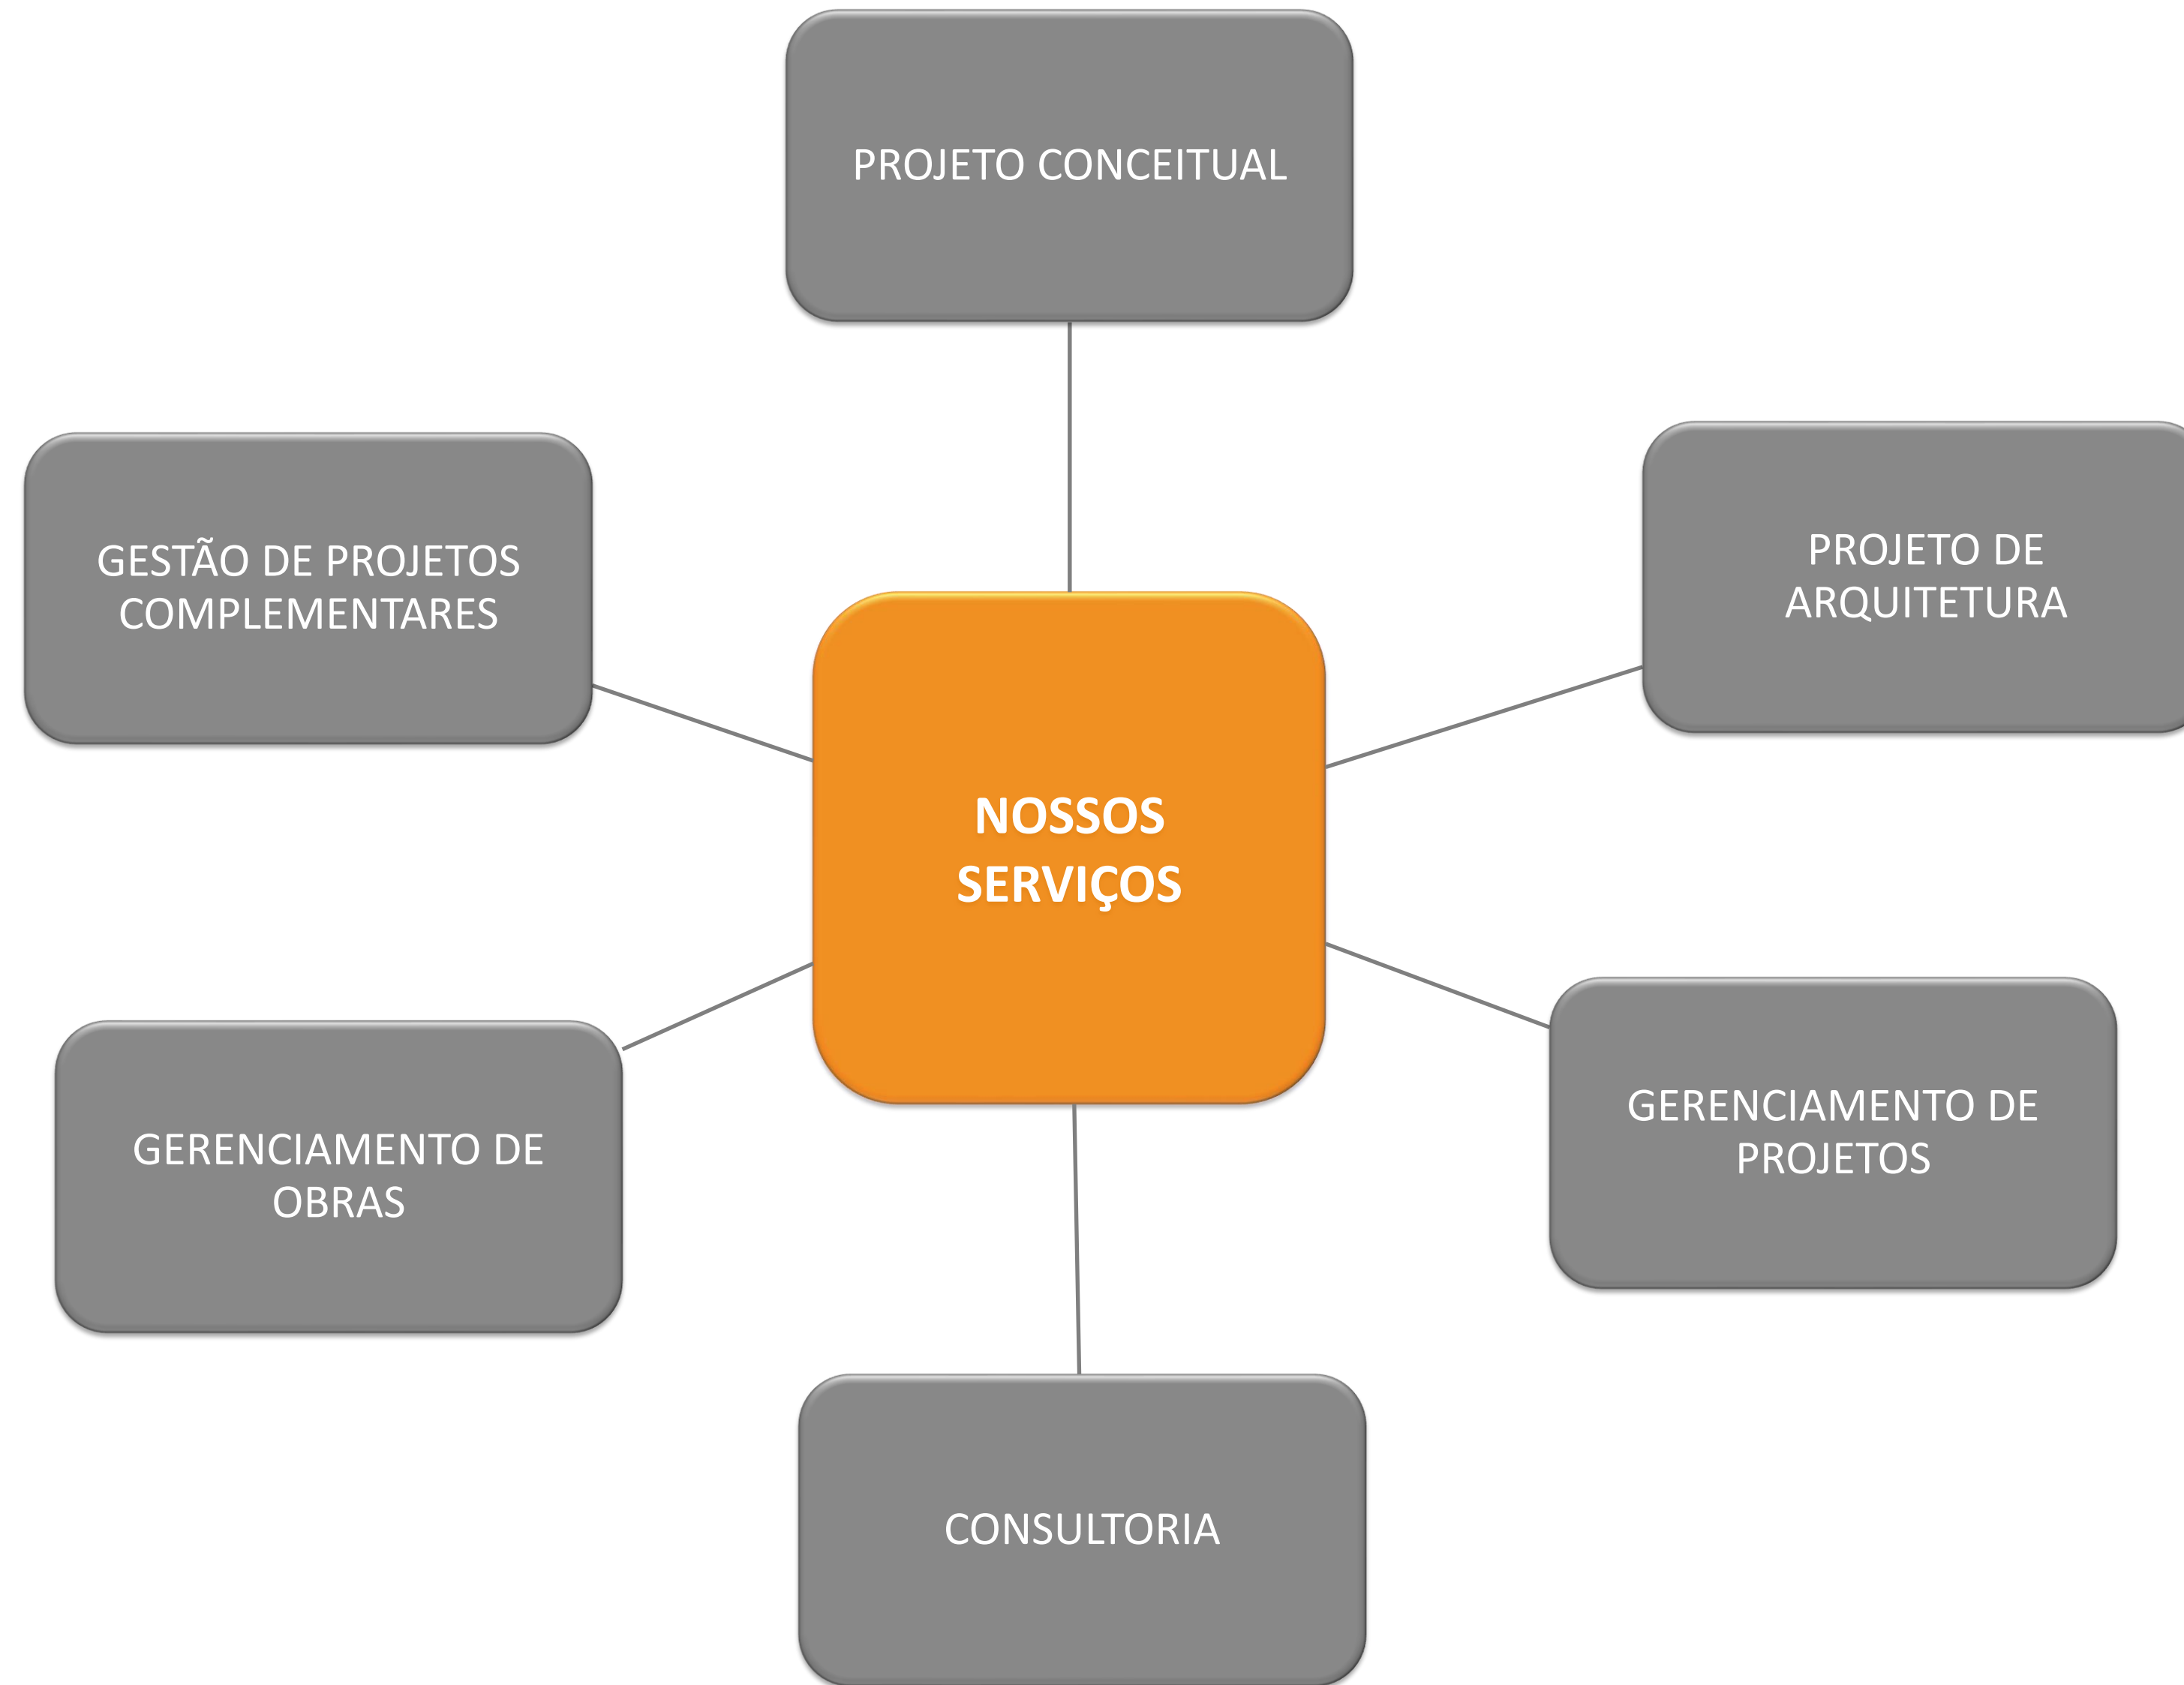 PROJETO CONCEITUAL
GESTÃO DE PROJETOS
COMPLEMENTARES
PROJETO DE
ARQUITETURA
NOSSOS
SERVIÇOS
GERENCIAMENTO DE
OBRAS
GERENCIAMENTO DE
PROJETOS
CONSULTORIA